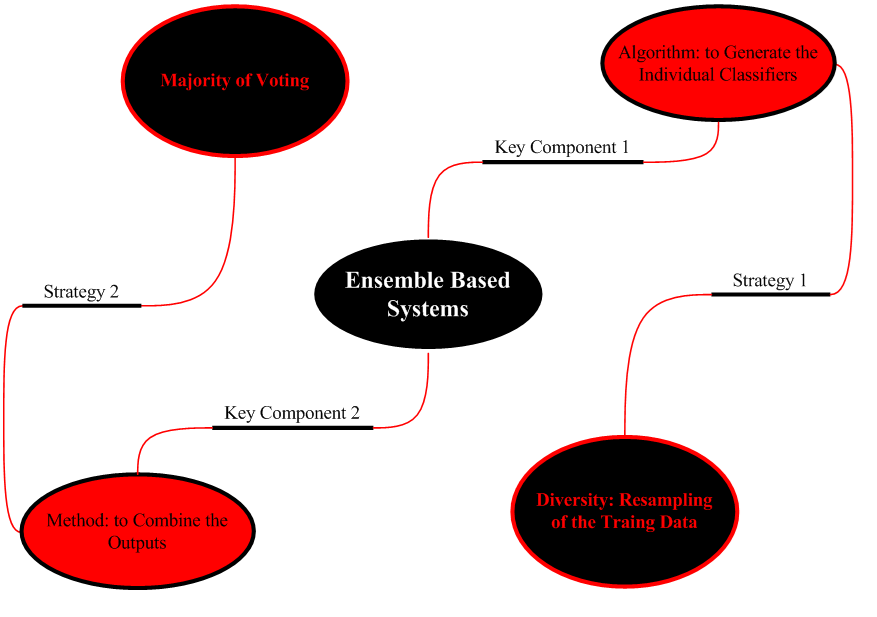 Majority of Voting
Algorithm: to Generate the
Individual Classifiers
Key Component 1
Ensemble Based
Systems
Strategy 1
Strategy 2
Key Component 2
Method: to Combine the
Outputs
Diversity: Resampling
of the Traing Data